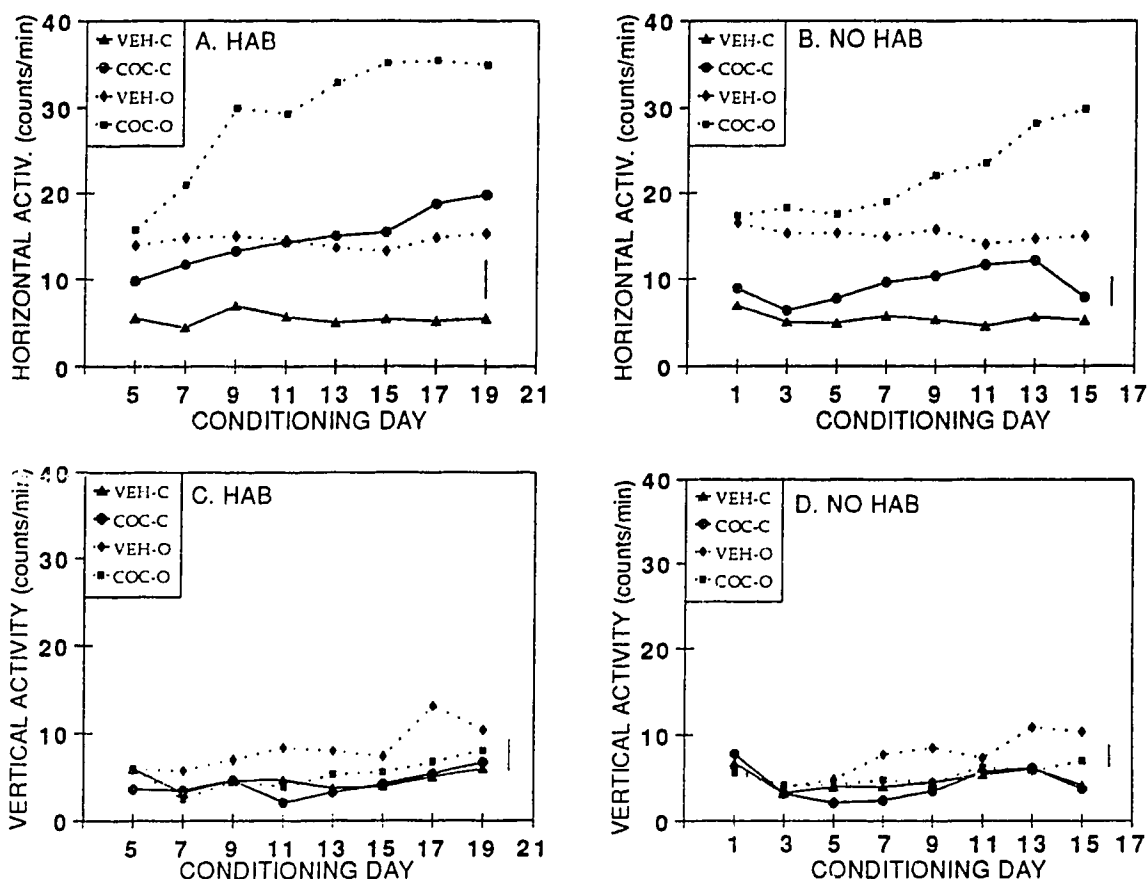 HORIZONTAL ACTIV. (counts/min)
40
30
20
10
0
VEH-C
COC-C
VEH-O
COC-O
A. HAB
5 7 9 11 13 15 17 19 21
CONDITIONING DAY
HORIZONTAL ACTIV. (counts/min)
40
30
20
10
0
VEH-C
COC-C
VEH-O
COC-O
B. NO HAB
1 3 5 7 9 11 13 15 17
CONDITIONING DAY
VERTICAL ACTIVITY (counts/min)
40
30
20
10
0
VEH-C
COC-C
VEH-O
COC-O
C. HAB
5 7 9 11 13 15 17 19 21
CONDITIONING DAY
VERTICAL ACTIVITY (counts/min)
40
30
20
10
0
VEH-C
COC-C
VEH-O
COC-O
D. NO HAB
1 3 5 7 9 11 13 15 17
CONDITIONING DAY